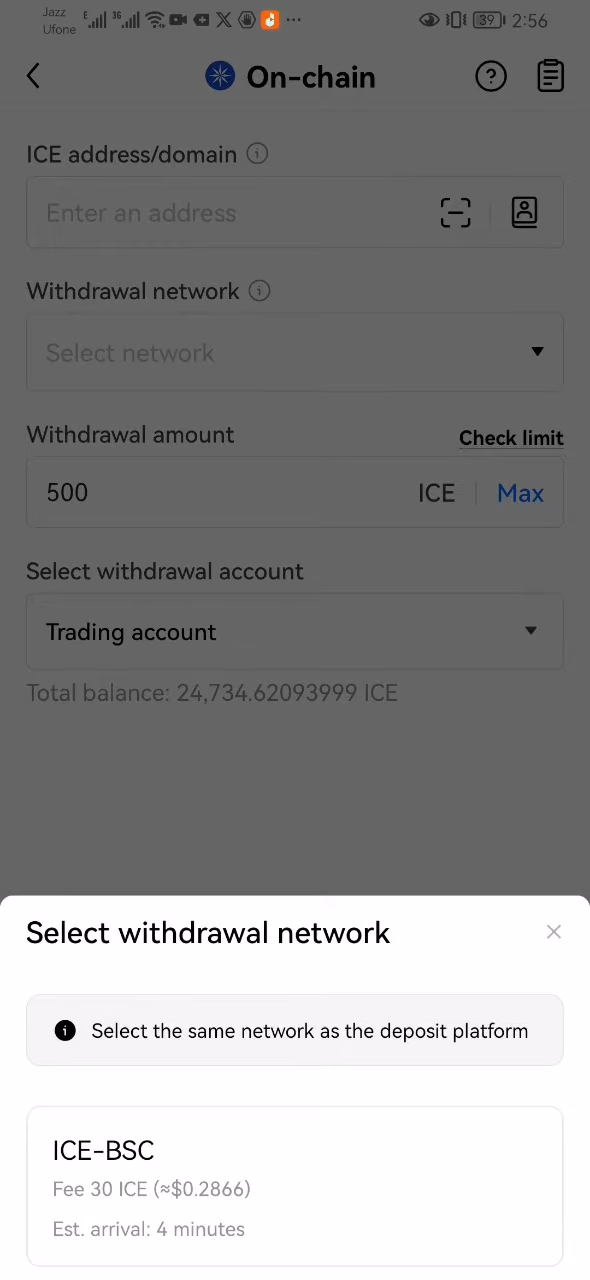 Jazz
Ufone
E 3G 39 2:56
On-chain
ICE address/domain
Enter an address
Withdrawal network
Select network
Withdrawal amount
Check limit
500 ICE Max
Select withdrawal account
Trading account
Total balance: 24,734.62093999 ICE
Select withdrawal network
Select the same network as the deposit platform
ICE-BSC
Fee 30 ICE (≈$0.2866)
Est. arrival: 4 minutes